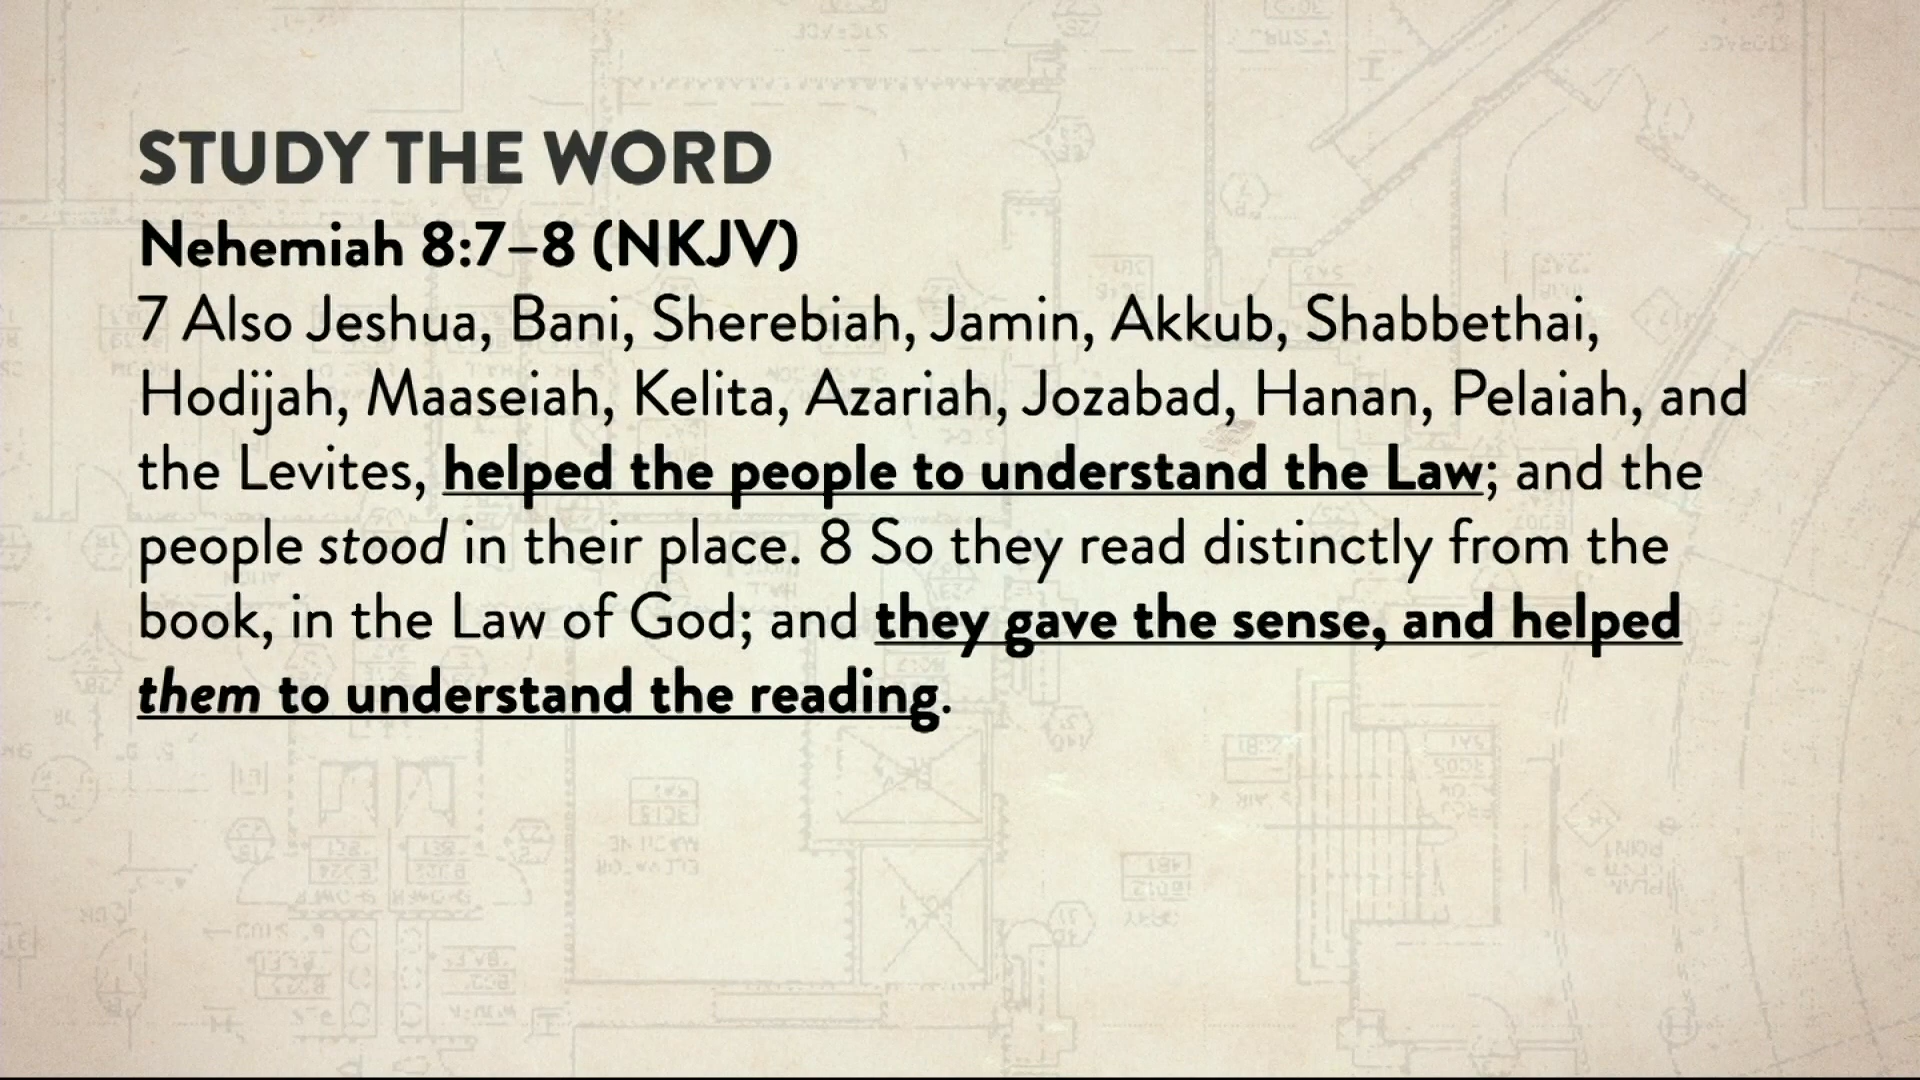 STUDY THE WORD
Nehemiah 8:7–8 (NKJV)
7 Also Jeshua, Bani, Sherebiah, Jamin, Akkub, Shabbethai,
Hodijah, Maaseiah, Kelita, Azariah, Jozabad, Hanan, Pelaiah, and
the Levites, helped the people to understand the Law; and the
people stood in their place. 8 So they read distinctly from the
book, in the Law of God; and they gave the sense, and helped
them to understand the reading.